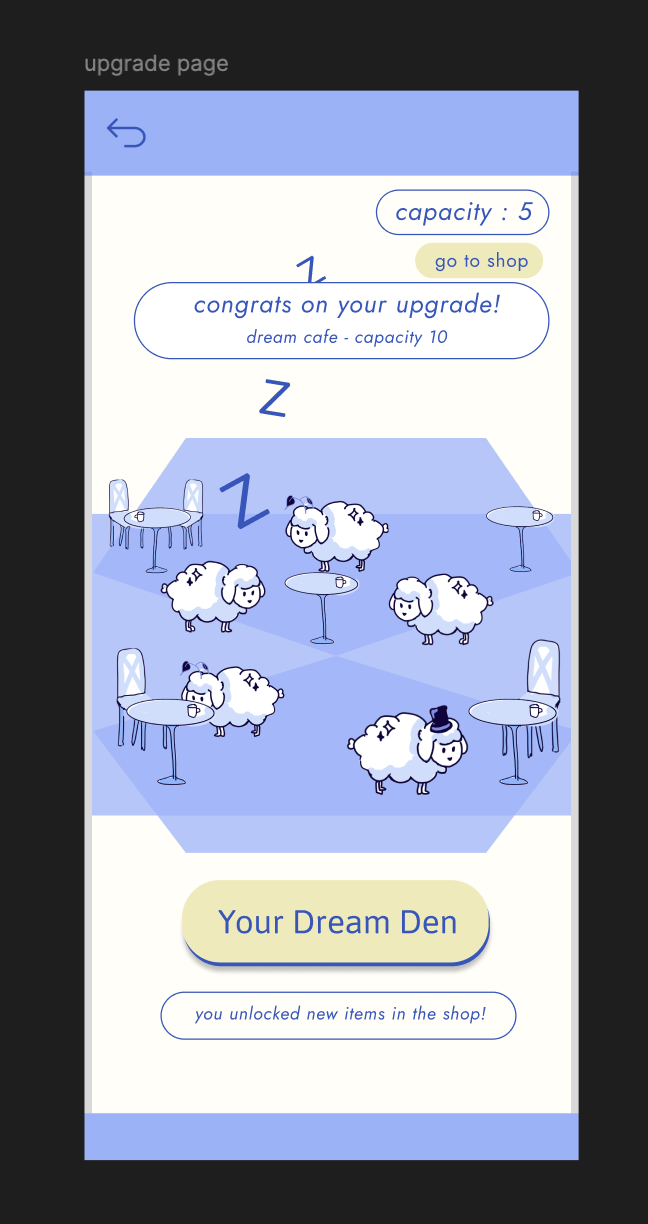 upgrade page
capacity : 5
go to shop
Z
congrats on your upgrade!
dream cafe - capacity 10
Z
Z
Your Dream Den
you unlocked new items in the shop!